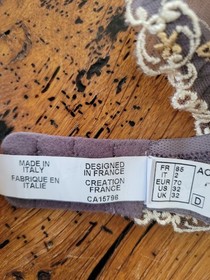 MADE IN
ITALY
FABRIQUE EN
ITALIE
DESIGNED
IN FRANCE
CREATION
FRANCE
CA15796
FR 85
IT 2
EUR 70
US 32
UK 32
D